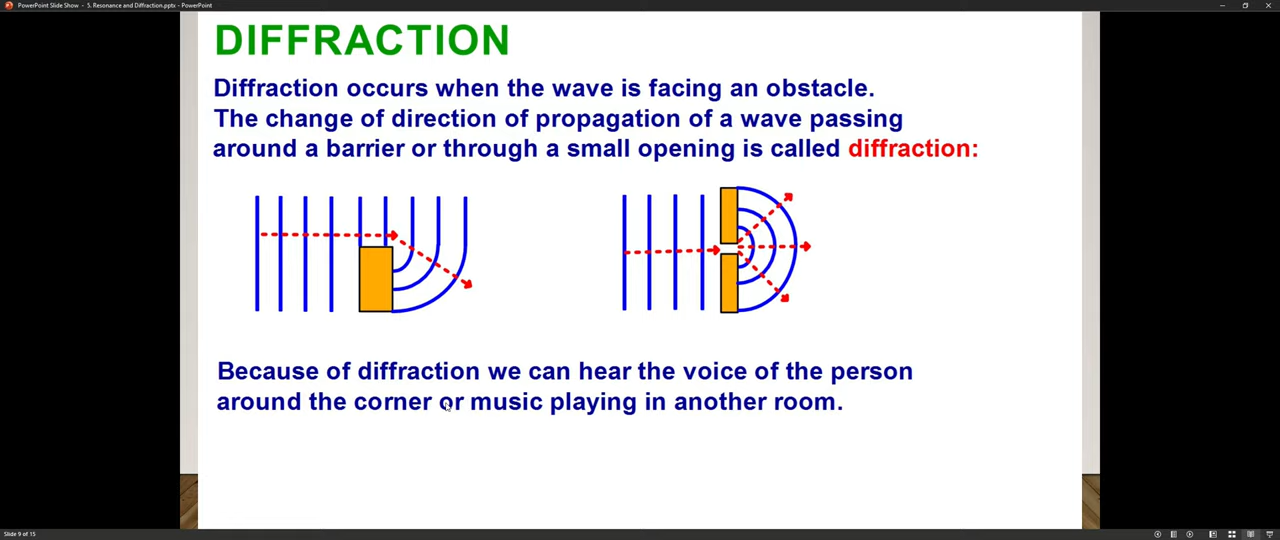 PowerPoint Slide Show - 5. Resonance and Diffraction.pptx - PowerPoint
DIFFRACTION
Diffraction occurs when the wave is facing an obstacle.
The change of direction of propagation of a wave passing
around a barrier or through a small opening is called diffraction:
Because of diffraction we can hear the voice of the person
around the corner or music playing in another room.
Slide 9 of 15